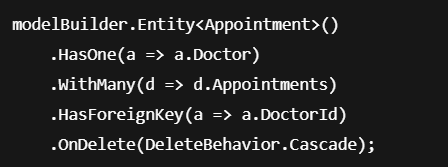 modelBuilder.Entity<Appointment>()
    .HasOne(a => a.Doctor)
    .WithMany(d => d.Appointments)
    .HasForeignKey(a => a.DoctorId)
    .OnDelete(DeleteBehavior.Cascade);